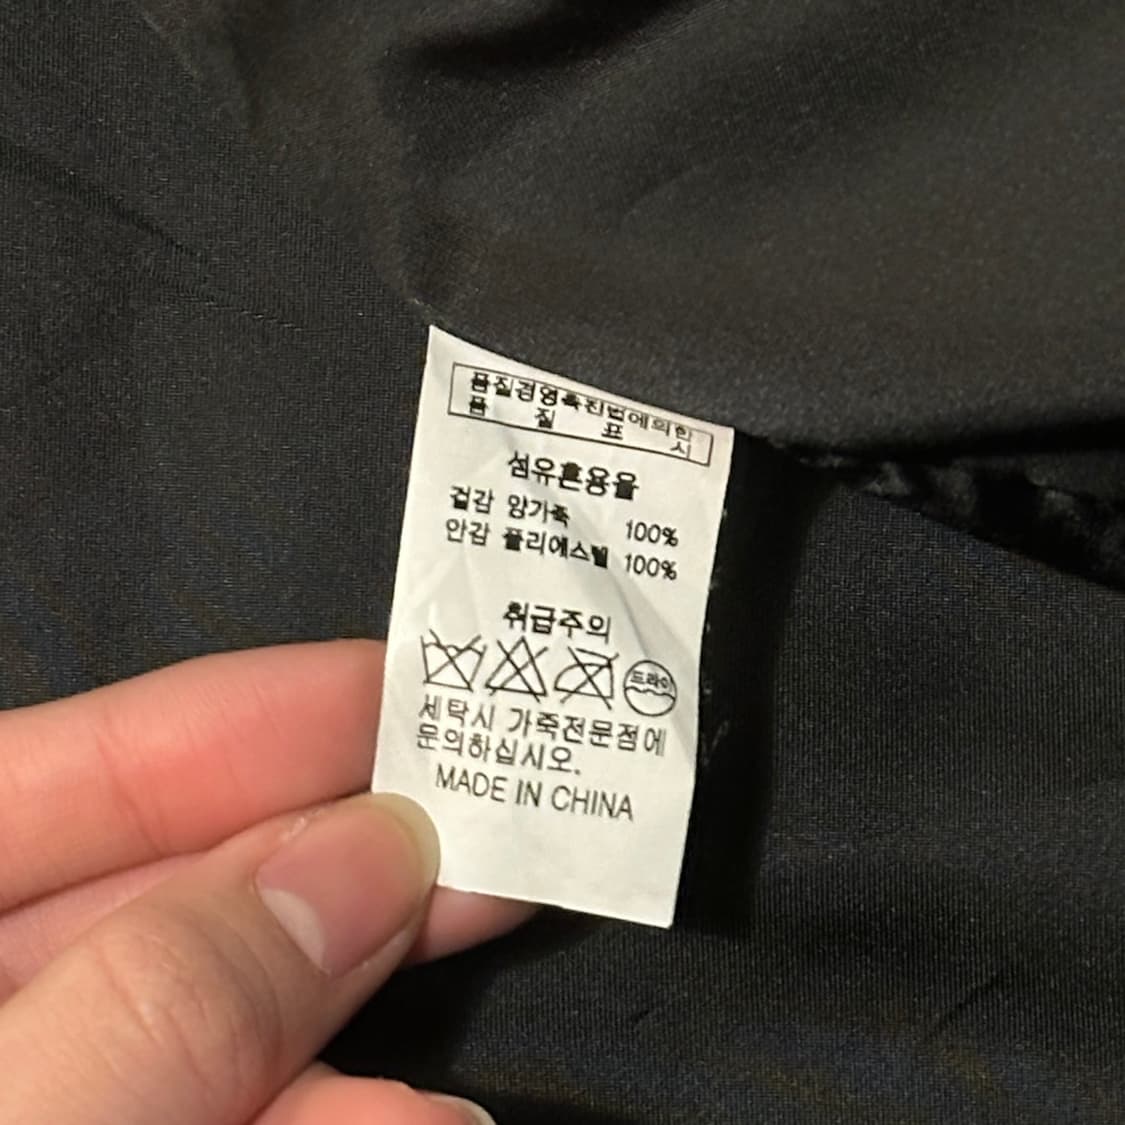 품질경영촉진법에의한
품 질 표 시
섬유혼용율
겉감 양가죽 100%
안감 폴리에스텔 100%
취급주의
드라이
세탁시 가죽전문점에
문의하십시오.
MADE IN CHINA